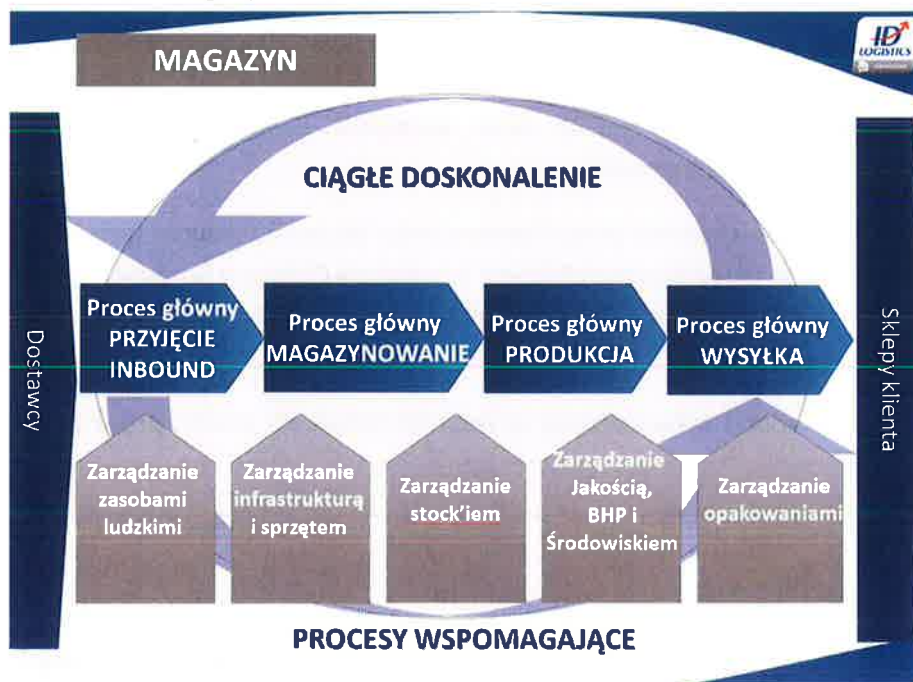 MAGAZYN
ID
LOGISTICS
CIĄGŁE DOSKONALENIE
Dostawcy
Proces główny
PRZYJĘCIE
INBOUND
Proces główny
MAGAZYNOWANIE
Proces główny
PRODUKCJA
Proces główny
WYSYŁKA
Sklepy klienta
Zarządzanie
zasobami
ludzkimi
Zarządzanie
infrastrukturą
i sprzętem
Zarządzanie
stock'iem
Zarządzanie
Jakością,
BHP i
Środowiskiem
Zarządzanie
opakowaniami
PROCESY WSPOMAGAJĄCE